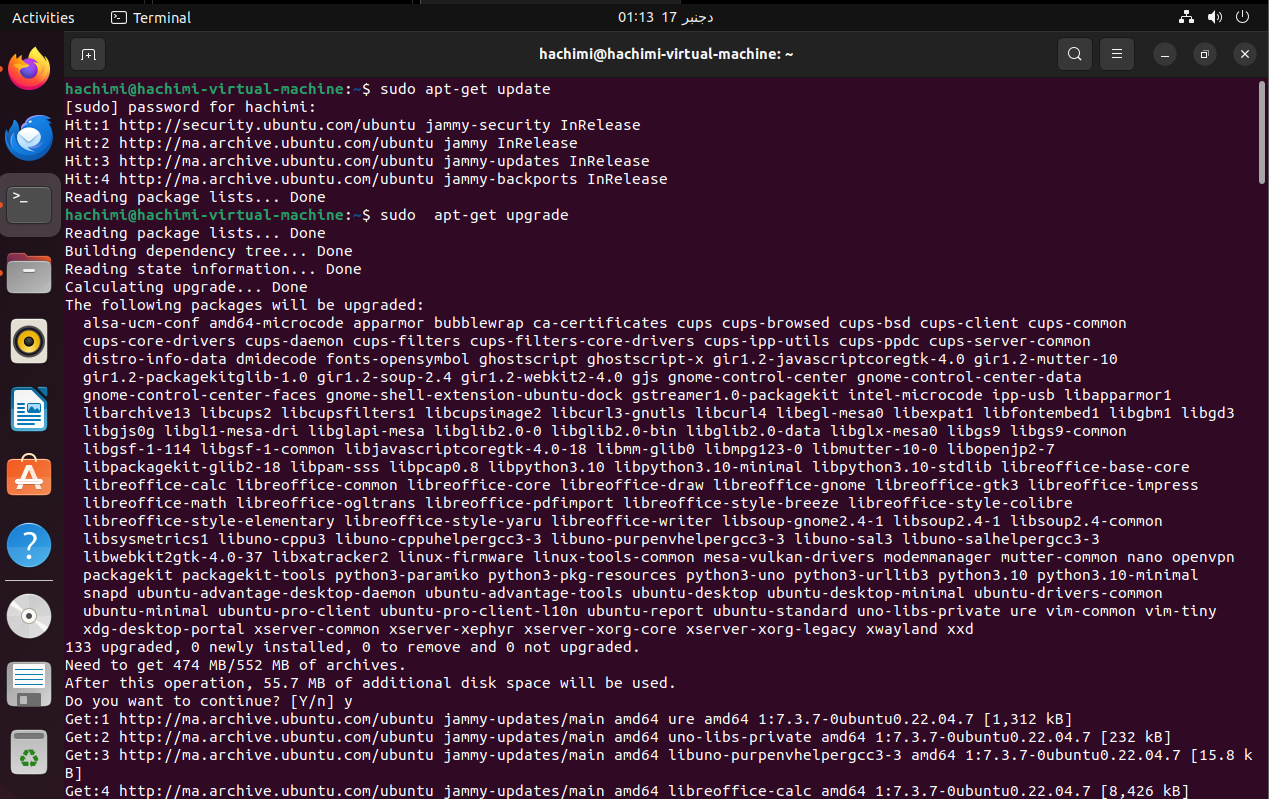 Activities Terminal 01:13 17 دجنبر
hachimi@hachimi-virtual-machine: ~
hachimi@hachimi-virtual-machine:~$ sudo apt-get update
[sudo] password for hachimi:
Hit:1 http://security.ubuntu.com/ubuntu jammy-security InRelease
Hit:2 http://ma.archive.ubuntu.com/ubuntu jammy InRelease
Hit:3 http://ma.archive.ubuntu.com/ubuntu jammy-updates InRelease
Hit:4 http://ma.archive.ubuntu.com/ubuntu jammy-backports InRelease
Reading package lists... Done
hachimi@hachimi-virtual-machine:~$ sudo  apt-get upgrade
Reading package lists... Done
Building dependency tree... Done
Reading state information... Done
Calculating upgrade... Done
The following packages will be upgraded:
  alsa-ucm-conf amd64-microcode apparmor bubblewrap ca-certificates cups cups-browsed cups-bsd cups-client cups-common
  cups-core-drivers cups-daemon cups-filters cups-filters-core-drivers cups-ipp-utils cups-ppdc cups-server-common
  distro-info-data dmidecode fonts-opensymbol ghostscript ghostscript-x gir1.2-javascriptcoregtk-4.0 gir1.2-mutter-10
  gir1.2-packagekitglib-1.0 gir1.2-soup-2.4 gir1.2-webkit2-4.0 gjs gnome-control-center gnome-control-center-data
  gnome-control-center-faces gnome-shell-extension-ubuntu-dock gstreamer1.0-packagekit intel-microcode ipp-usb libapparmor1
  libarchive13 libcups2 libcupsfilters1 libcupsimage2 libcurl3-gnutls libcurl4 libegl-mesa0 libexpat1 libfontembed1 libgbm1 libgd3
  libgjs0g libgl1-mesa-dri libglapi-mesa libglib2.0-0 libglib2.0-bin libglib2.0-data libglx-mesa0 libgs9 libgs9-common
  libgsf-1-114 libgsf-1-common libjavascriptcoregtk-4.0-18 libmm-glib0 libmpg123-0 libmutter-10-0 libopenjp2-7
  libpackagekit-glib2-18 libpam-sss libpcap0.8 libpython3.10 libpython3.10-minimal libpython3.10-stdlib libreoffice-base-core
  libreoffice-calc libreoffice-common libreoffice-core libreoffice-draw libreoffice-gnome libreoffice-gtk3 libreoffice-impress
  libreoffice-math libreoffice-ogltrans libreoffice-pdfimport libreoffice-style-breeze libreoffice-style-colibre
  libreoffice-style-elementary libreoffice-style-yaru libreoffice-writer libsoup-gnome2.4-1 libsoup2.4-1 libsoup2.4-common
  libsysmetrics1 libuno-cppu3 libuno-cppuhelpergcc3-3 libuno-purpenvhelpergcc3-3 libuno-sal3 libuno-salhelpergcc3-3
  libwebkit2gtk-4.0-37 libxatracker2 linux-firmware linux-tools-common mesa-vulkan-drivers modemmanager mutter-common nano openvpn
  packagekit packagekit-tools python3-paramiko python3-pkg-resources python3-uno python3-urllib3 python3.10 python3.10-minimal
  snapd ubuntu-advantage-desktop-daemon ubuntu-advantage-tools ubuntu-desktop ubuntu-desktop-minimal ubuntu-drivers-common
  ubuntu-minimal ubuntu-pro-client ubuntu-pro-client-l10n ubuntu-report ubuntu-standard uno-libs-private ure vim-common vim-tiny
  xdg-desktop-portal xserver-common xserver-xephyr xserver-xorg-core xserver-xorg-legacy xwayland xxd
133 upgraded, 0 newly installed, 0 to remove and 0 not upgraded.
Need to get 474 MB/552 MB of archives.
After this operation, 55.7 MB of additional disk space will be used.
Do you want to continue? [Y/n] y
Get:1 http://ma.archive.ubuntu.com/ubuntu jammy-updates/main amd64 ure amd64 1:7.3.7-0ubuntu0.22.04.7 [1,312 kB]
Get:2 http://ma.archive.ubuntu.com/ubuntu jammy-updates/main amd64 uno-libs-private amd64 1:7.3.7-0ubuntu0.22.04.7 [232 kB]
Get:3 http://ma.archive.ubuntu.com/ubuntu jammy-updates/main amd64 libuno-purpenvhelpergcc3-3 amd64 1:7.3.7-0ubuntu0.22.04.7 [15.8 k
B]
Get:4 http://ma.archive.ubuntu.com/ubuntu jammy-updates/main amd64 libreoffice-calc amd64 1:7.3.7-0ubuntu0.22.04.7 [8,426 kB]